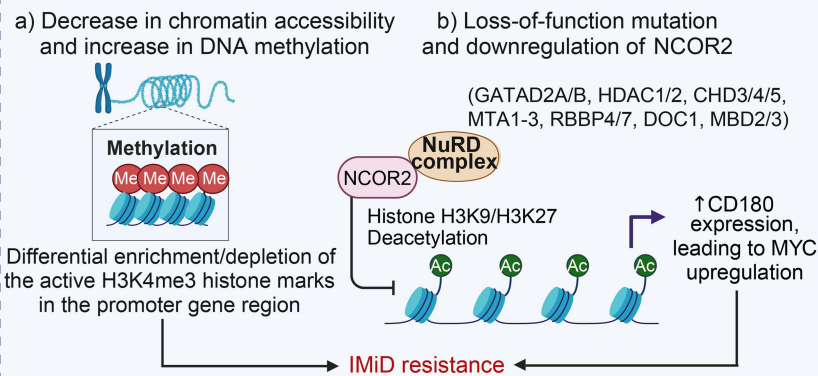 a) Decrease in chromatin accessibility
and increase in DNA methylation
Methylation
Me Me Me Me
Differential enrichment/depletion of
the active H3K4me3 histone marks
in the promoter gene region
b) Loss-of-function mutation
and downregulation of NCOR2
(GATAD2A/B, HDAC1/2, CHD3/4/5,
MTA1-3, RBBP4/7, DOC1, MBD2/3)
NuRD
complex
NCOR2
Histone H3K9/H3K27
Deacetylation
Ac Ac Ac Ac
↑CD180
expression,
leading to MYC
upregulation
IMiD resistance